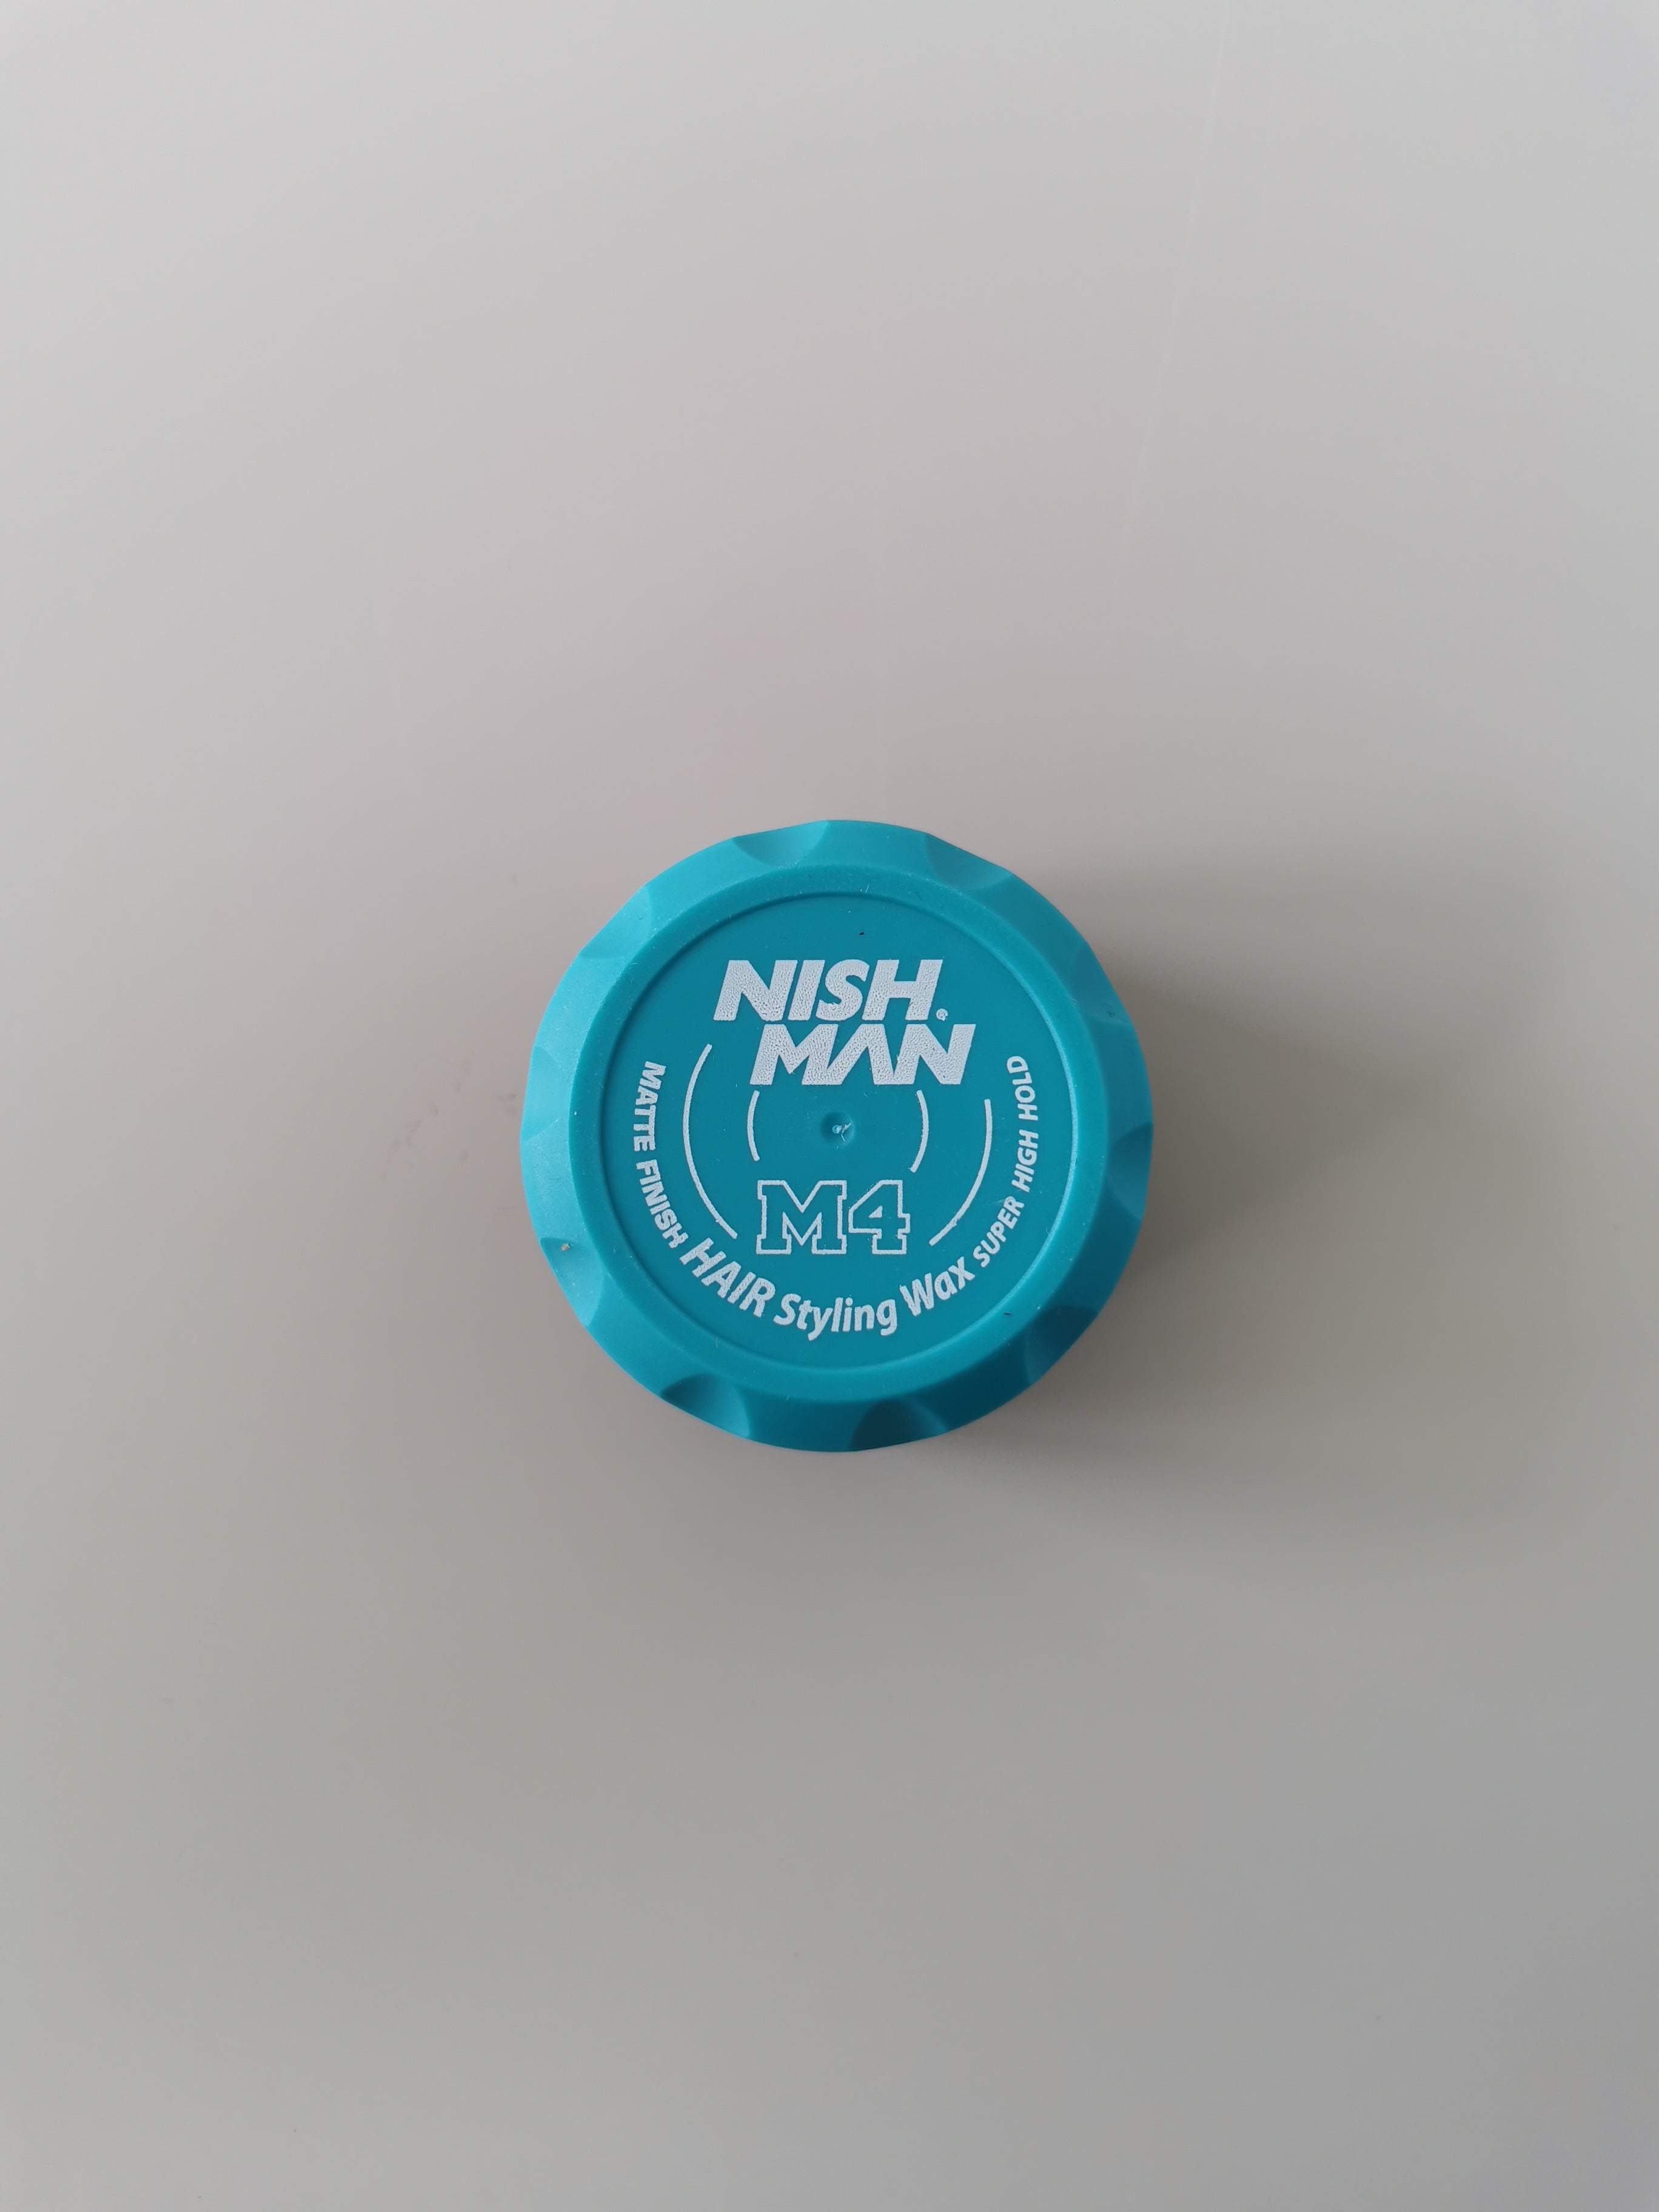 NISH
MAN
M4
MATTE FINISH HAIR Styling Wax SUPER HIGH HOLD